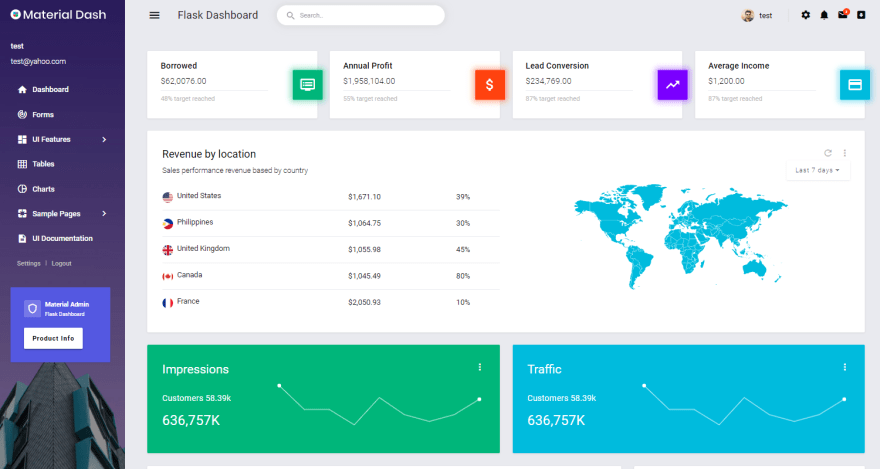 Material Dash
test
test@yahoo.com
Dashboard
Forms
UI Features
Tables
Charts
Sample Pages
UI Documentation
Settings | Logout
Material Admin
Flask Dashboard
Product Info
Flask Dashboard
Search..
test
Borrowed
$62,0076.00
48% target reached
Annual Profit
$1,958,104.00
55% target reached
Lead Conversion
$234,769.00
87% target reached
Average Income
$1,200.00
87% target reached
Revenue by location
Sales performance revenue based by country
Last 7 days
United States $1,671.10 39%
Philippines $1,064.75 30%
United Kingdom $1,055.98 45%
Canada $1,045.49 80%
France $2,050.93 10%
Impressions
Customers 58.39k
636,757K
Traffic
Customers 58.39k
636,757K